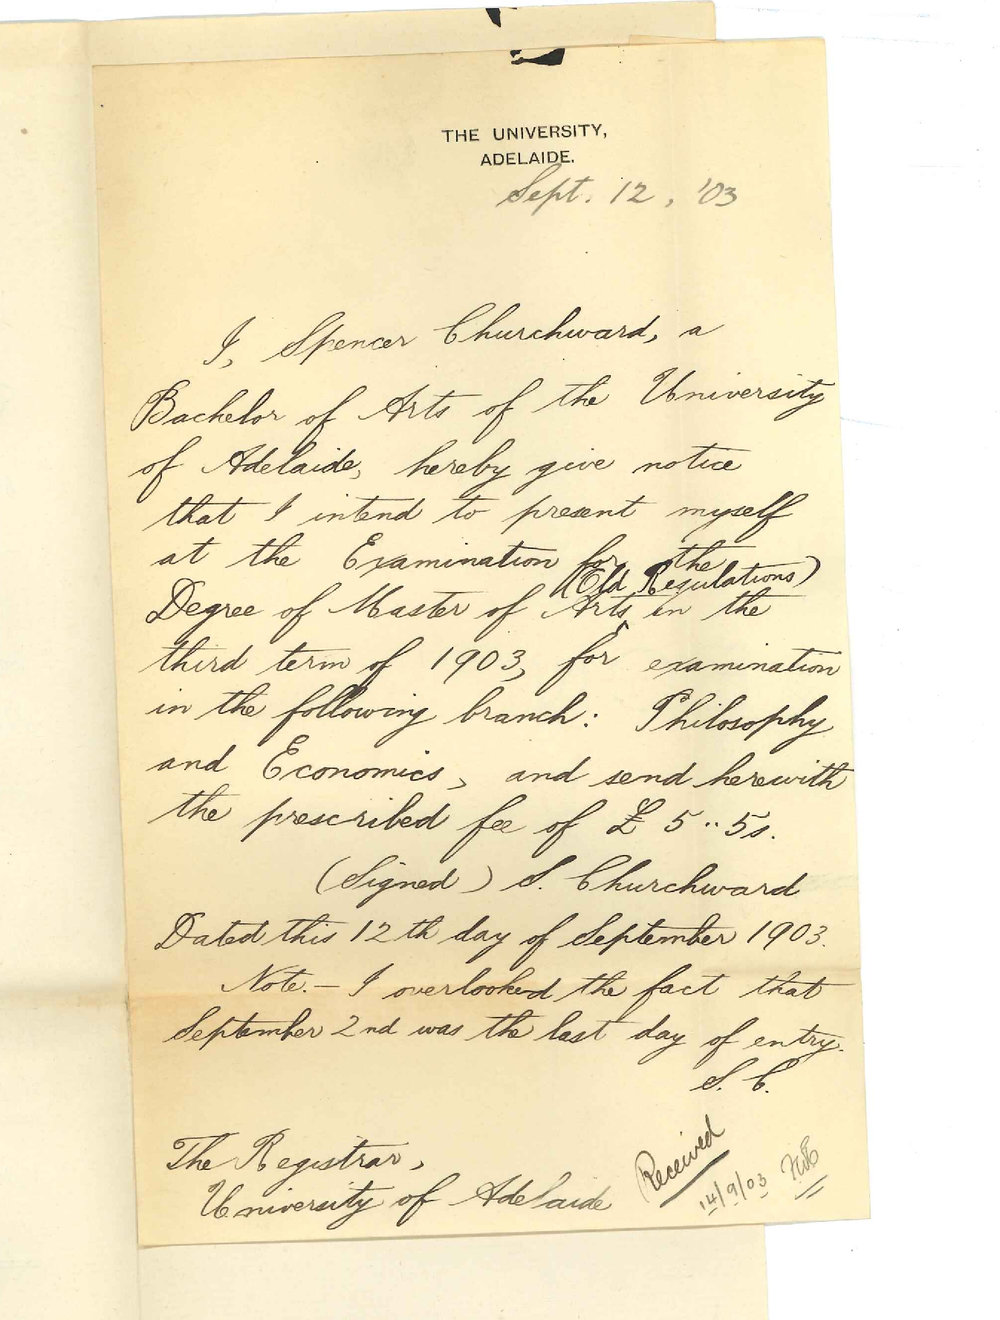 THE UNIVERSITY,
ADELAIDE.
Sept. 12, '03
I, Spencer Churchward, a
Bachelor of Arts of the University
of Adelaide, hereby give notice
that I intend to present myself
at the Examination for the
(Old Regulations)
Degree of Master of Arts in the
third term of 1903, for examination
in the following branch: Philosophy
and Economics, and send herewith
the prescribed fee of £5..5s.
(Signed) S. Churchward
Dated this 12th day of September 1903.
Note.- I overlooked the fact that
September 2nd was the last day of entry.
S. C.
The Registrar,
University of Adelaide
Received
14/9/03